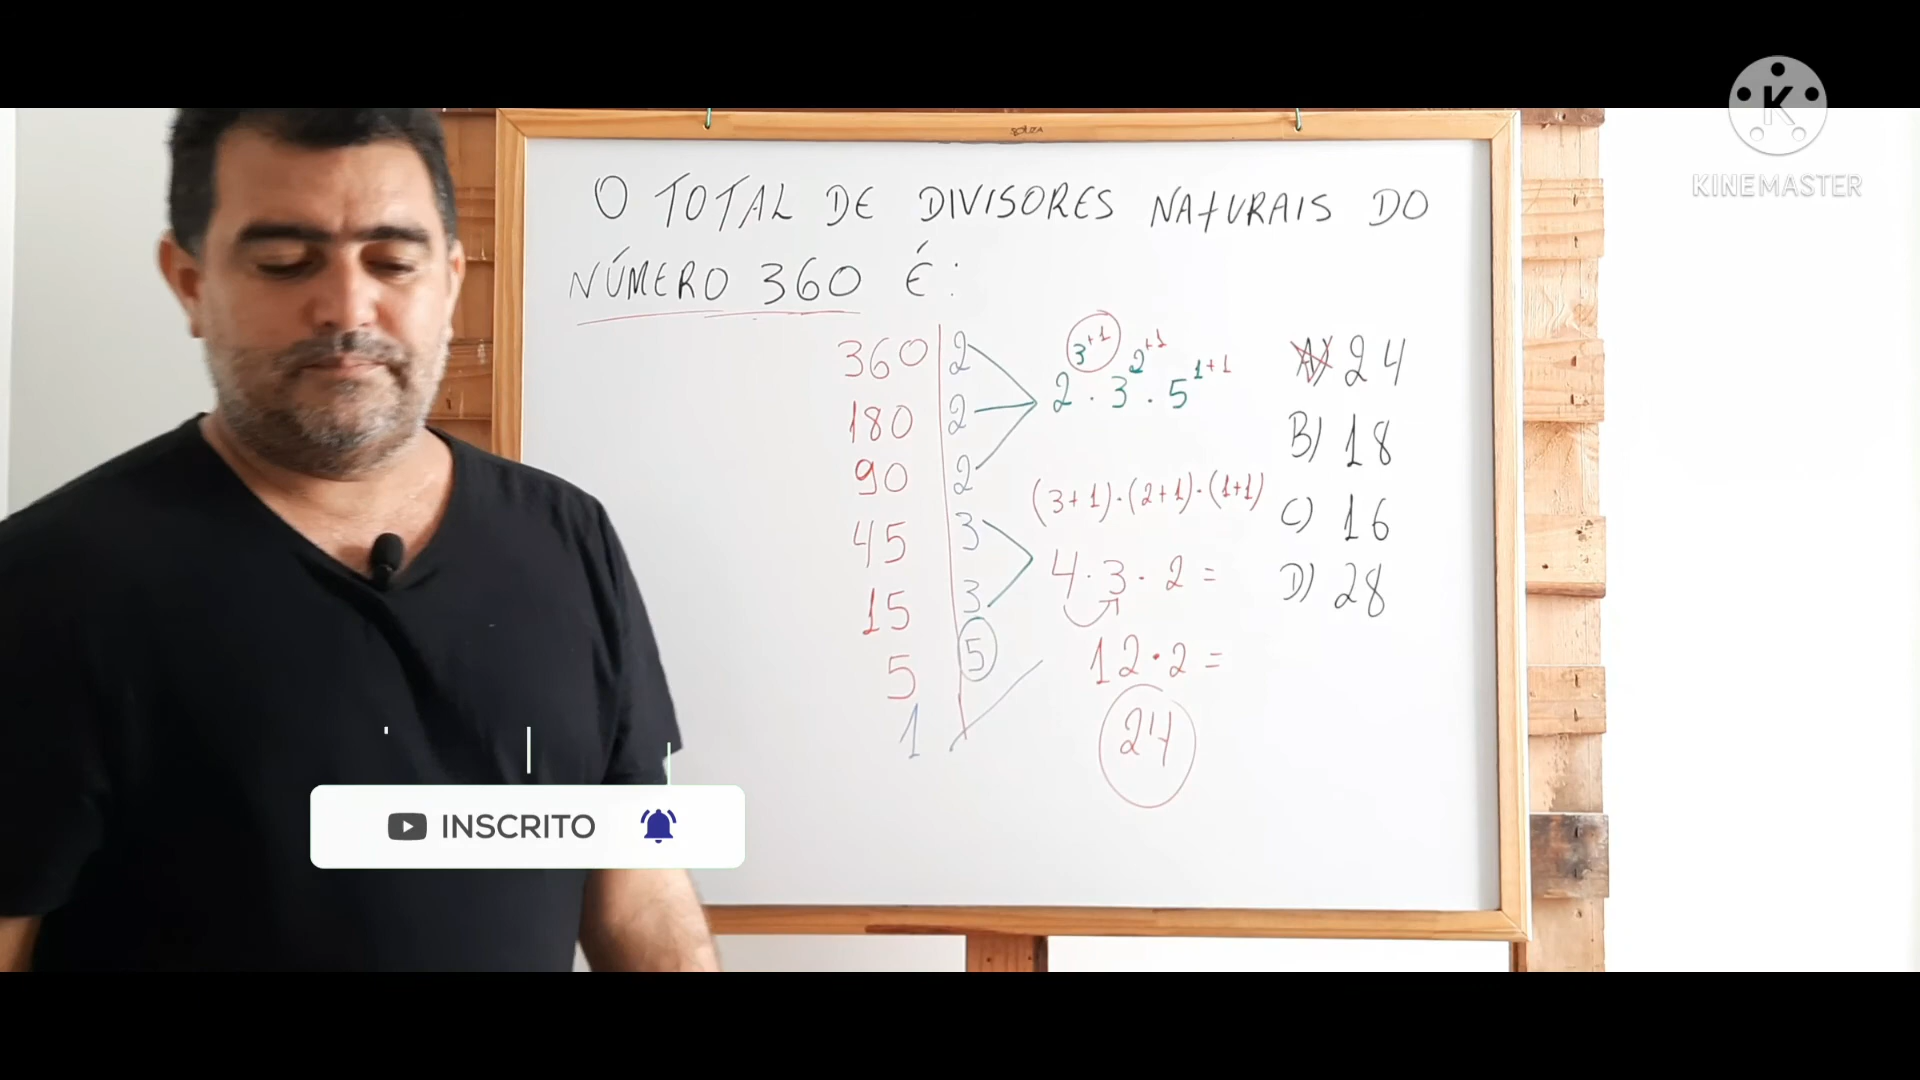 KINEMASTER
SOUZA
O TOTAL DE DIVISORES NATURAIS DO
NÚMERO 360 É:
360 2
180 2
90 2
45 3
15 3
5 5
1
2^3+1 . 3^2+1 . 5^1+1
(3+1)·(2+1)·(1+1)
4·3·2=
12·2=
24
A) 24
B) 18
C) 16
D) 28
INSCRITO